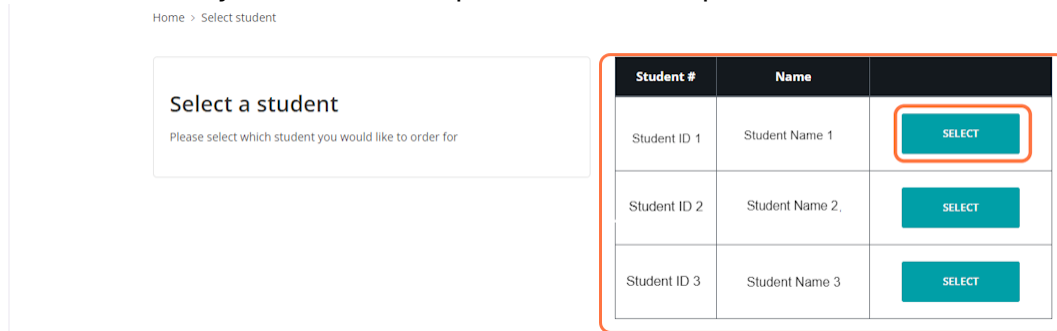 Home > Select student
Select a student
Please select which student you would like to order for
Student # Name
Student ID 1 Student Name 1 SELECT
Student ID 2 Student Name 2. SELECT
Student ID 3 Student Name 3 SELECT